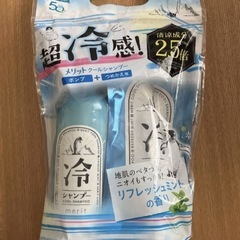 50
超冷感!
清涼成分
2.5倍
メリット クールシャンプー
ポンプ + つめかえ用
冷
シャンプー
COOL SHAMPOO
merit
冷
地肌のベタつ
ニオイもすっ
リフレッシュミント
の香り